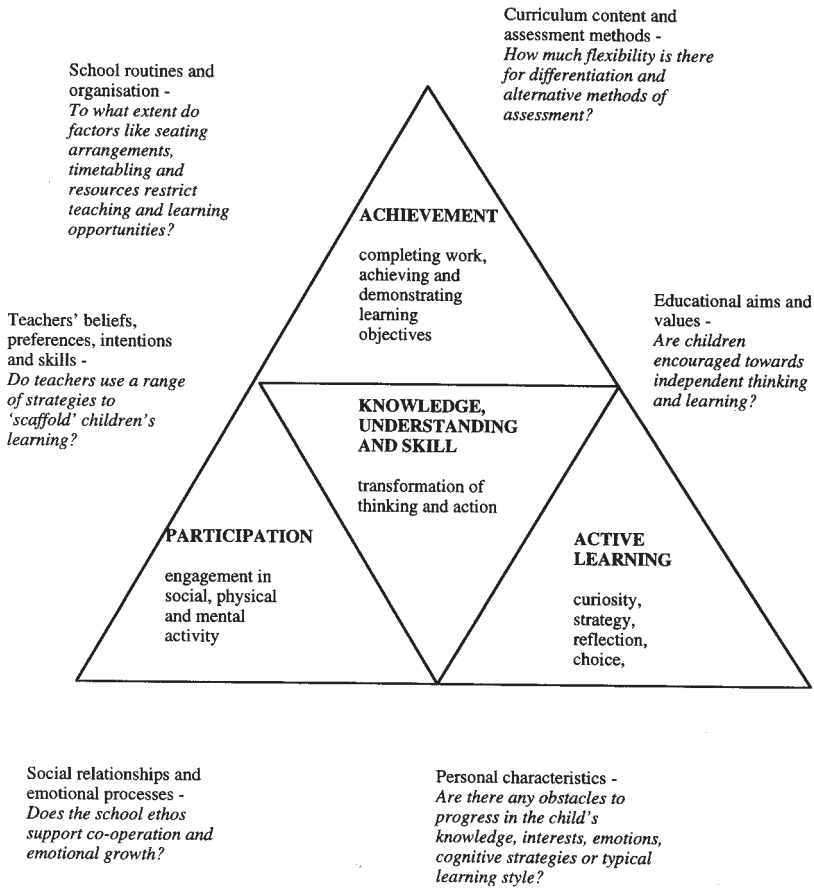 Curriculum content and
assessment methods -
How much flexibility is there
for differentiation and
alternative methods of
assessment?
School routines and
organisation -
To what extent do
factors like seating
arrangements,
timetabling and
resources restrict
teaching and learning
opportunities?
ACHIEVEMENT
completing work,
achieving and
demonstrating
learning
objectives
Teachers' beliefs,
preferences, intentions
and skills -
Do teachers use a range
of strategies to
'scaffold' children's
learning?
Educational aims and
values -
Are children
encouraged towards
independent thinking
and learning?
KNOWLEDGE,
UNDERSTANDING
AND SKILL
transformation of
thinking and action
PARTICIPATION
engagement in
social, physical
and mental
activity
ACTIVE
LEARNING
curiosity,
strategy,
reflection,
choice,
Social relationships and
emotional processes -
Does the school ethos
support co-operation and
emotional growth?
Personal characteristics -
Are there any obstacles to
progress in the child's
knowledge, interests, emotions,
cognitive strategies or typical
learning style?